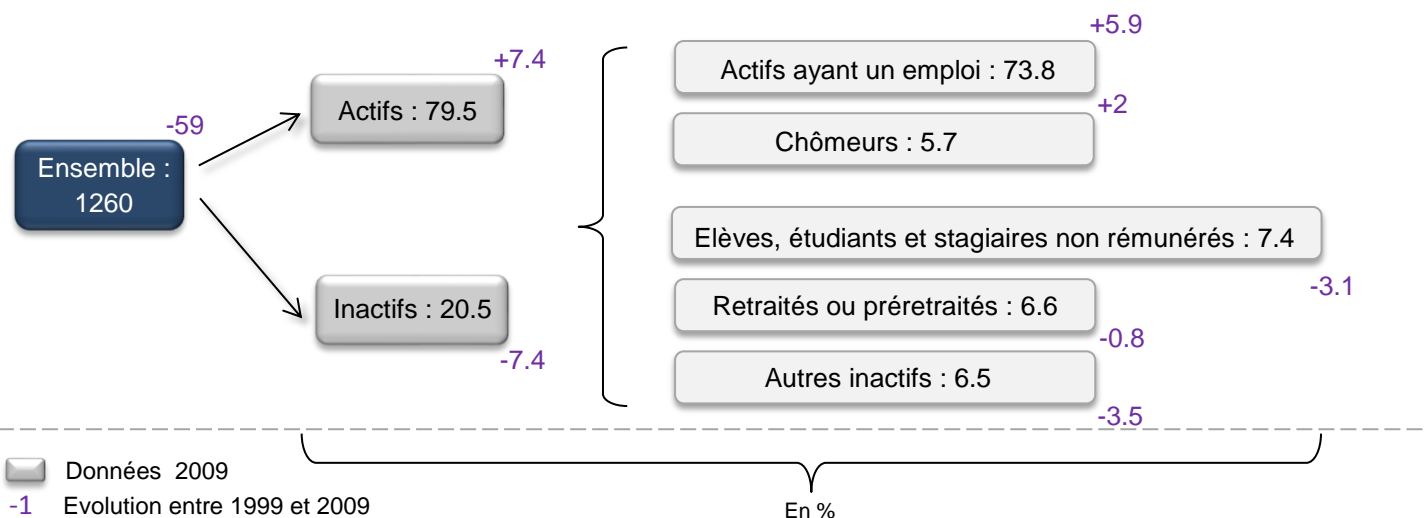 +5.9
+7.4
Actifs ayant un emploi : 73.8
Actifs : 79.5
+2
-59
Chômeurs : 5.7
Ensemble :
1260
Elèves, étudiants et stagiaires non rémunérés : 7.4
-3.1
Inactifs : 20.5
Retraités ou préretraités : 6.6
-0.8
-7.4
Autres inactifs : 6.5
-3.5
Données 2009
-1 Evolution entre 1999 et 2009
En %